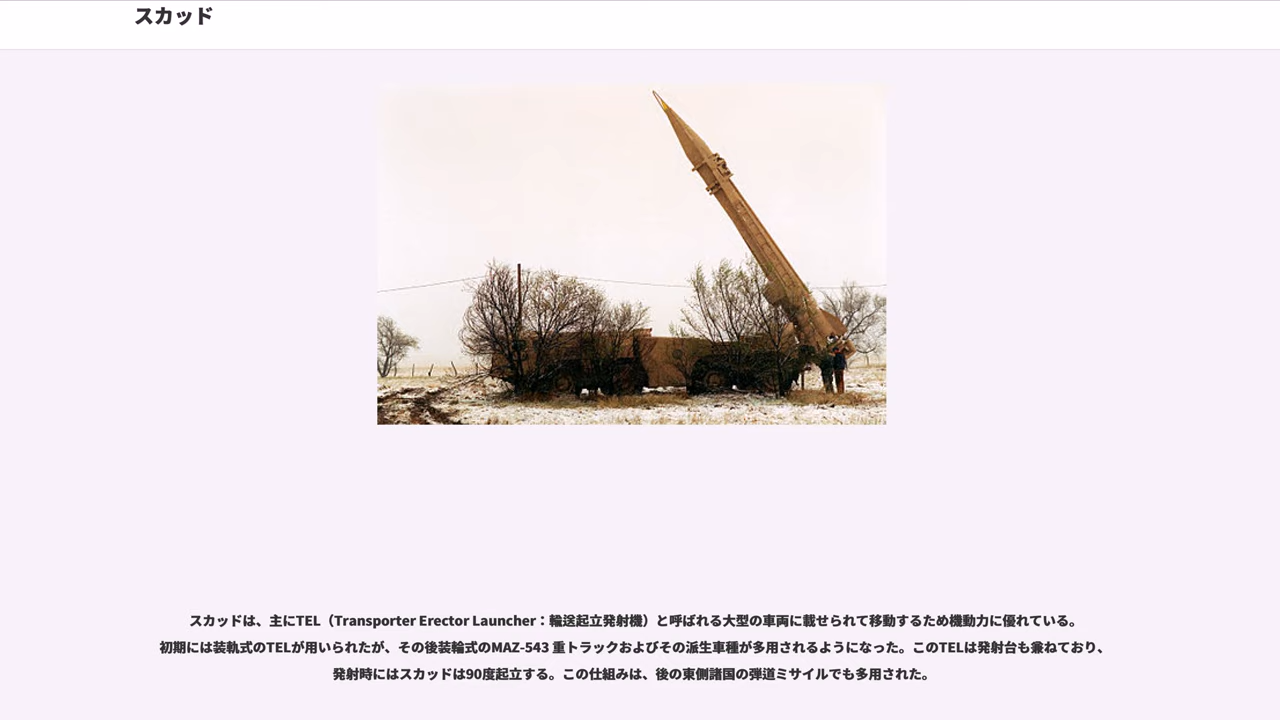 スカッド
スカッドは、主にTEL（Transporter Erector Launcher：輸送起立発射機）と呼ばれる大型の車両に載せられて移動するため機動力に優れている。
初期には装軌式のTELが用いられたが、その後装輪式のMAZ-543 重トラックおよびその派生車種が多用されるようになった。このTELは発射台も兼ねており、
発射時にはスカッドは90度起立する。この仕組みは、後の東側諸国の弾道ミサイルでも多用された。